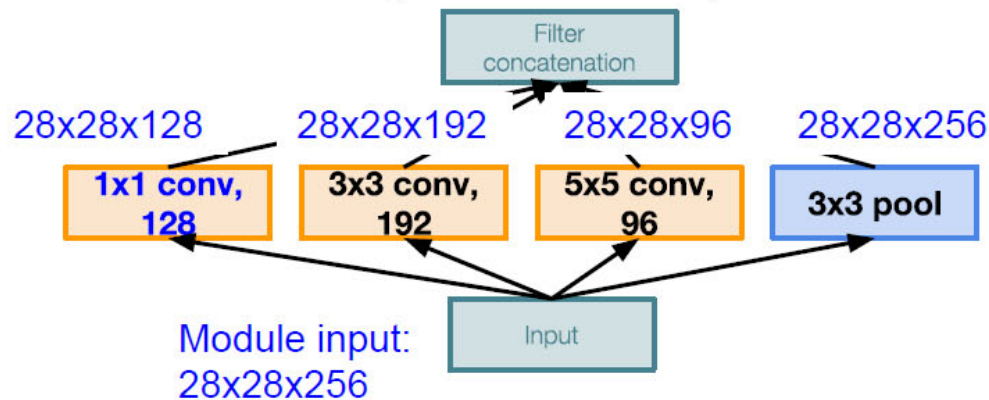 Filter
concatenation
28x28x128
28x28x192
28x28x96
28x28x256
1x1 conv,
128
3x3 conv,
192
5x5 conv,
96
3x3 pool
Input
Module input:
28x28x256